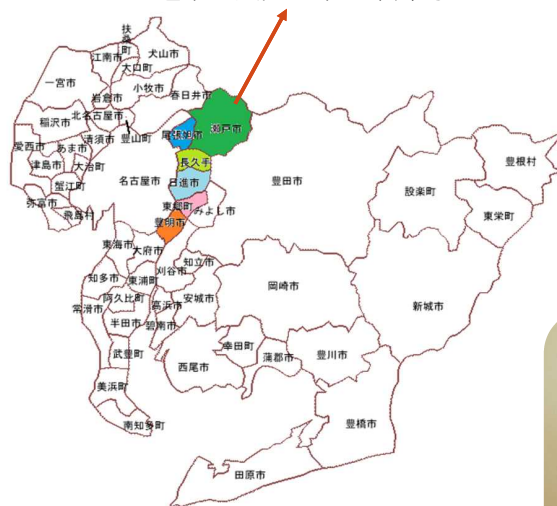 扶桑町
犬山市
江南市
大口町
一宮市
小牧市
岩倉市
春日井市
北名古屋市
稲沢市
瀬戸市
尾張旭市
清須市
豊山町
愛西市
あま市
長久手
津島市
大治町
豊根村
設楽町
名古屋市
日進市
豊田市
蟹江町
弥富市
東郷町
みよし市
飛島村
東栄町
豊明市
東海市
大府市
知立市
刈谷市
知多市
東浦町
岡崎市
阿久比町
高浜市
安城市
新城市
常滑市
半田市
碧南市
幸田町
武豊町
西尾市
蒲郡市
豊川市
美浜町
豊橋市
南知多町
田原市